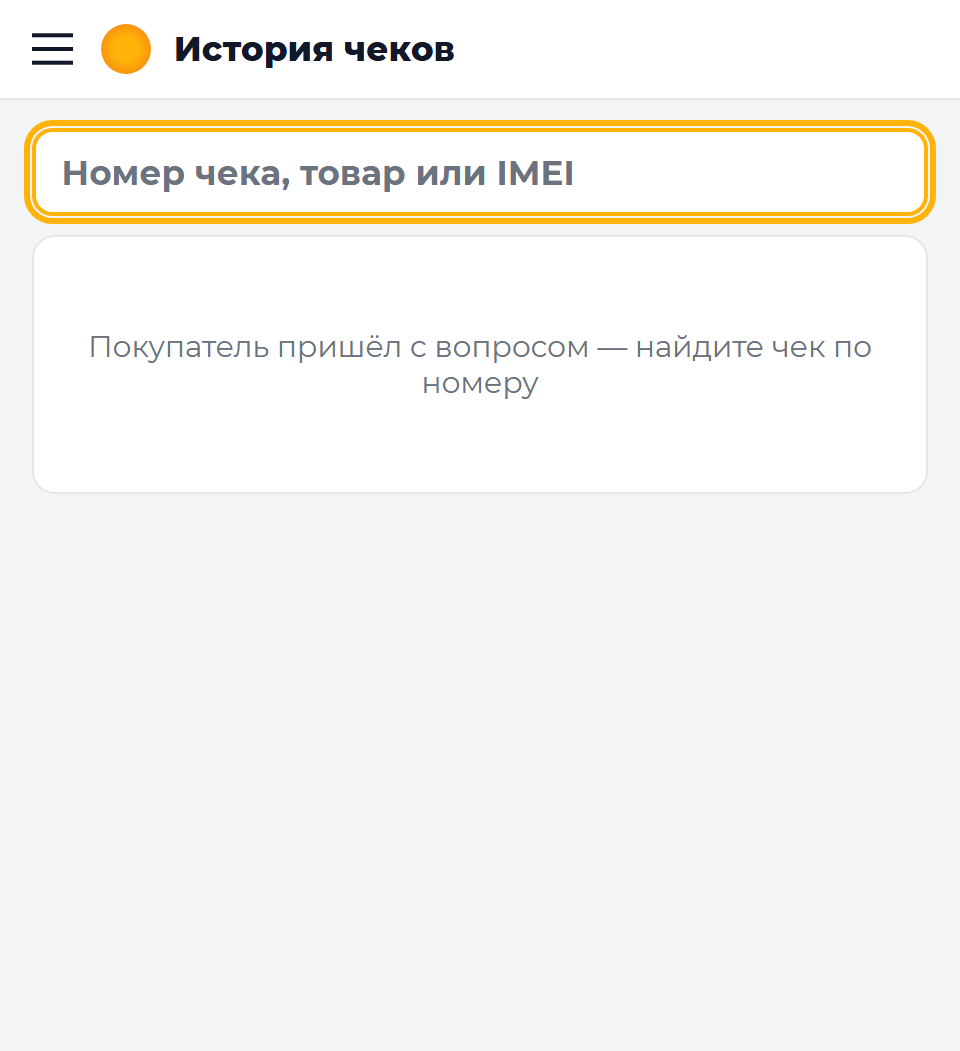 История чеков
Номер чека, товар или IMEI
Покупатель пришёл с вопросом — найдите чек по
номеру